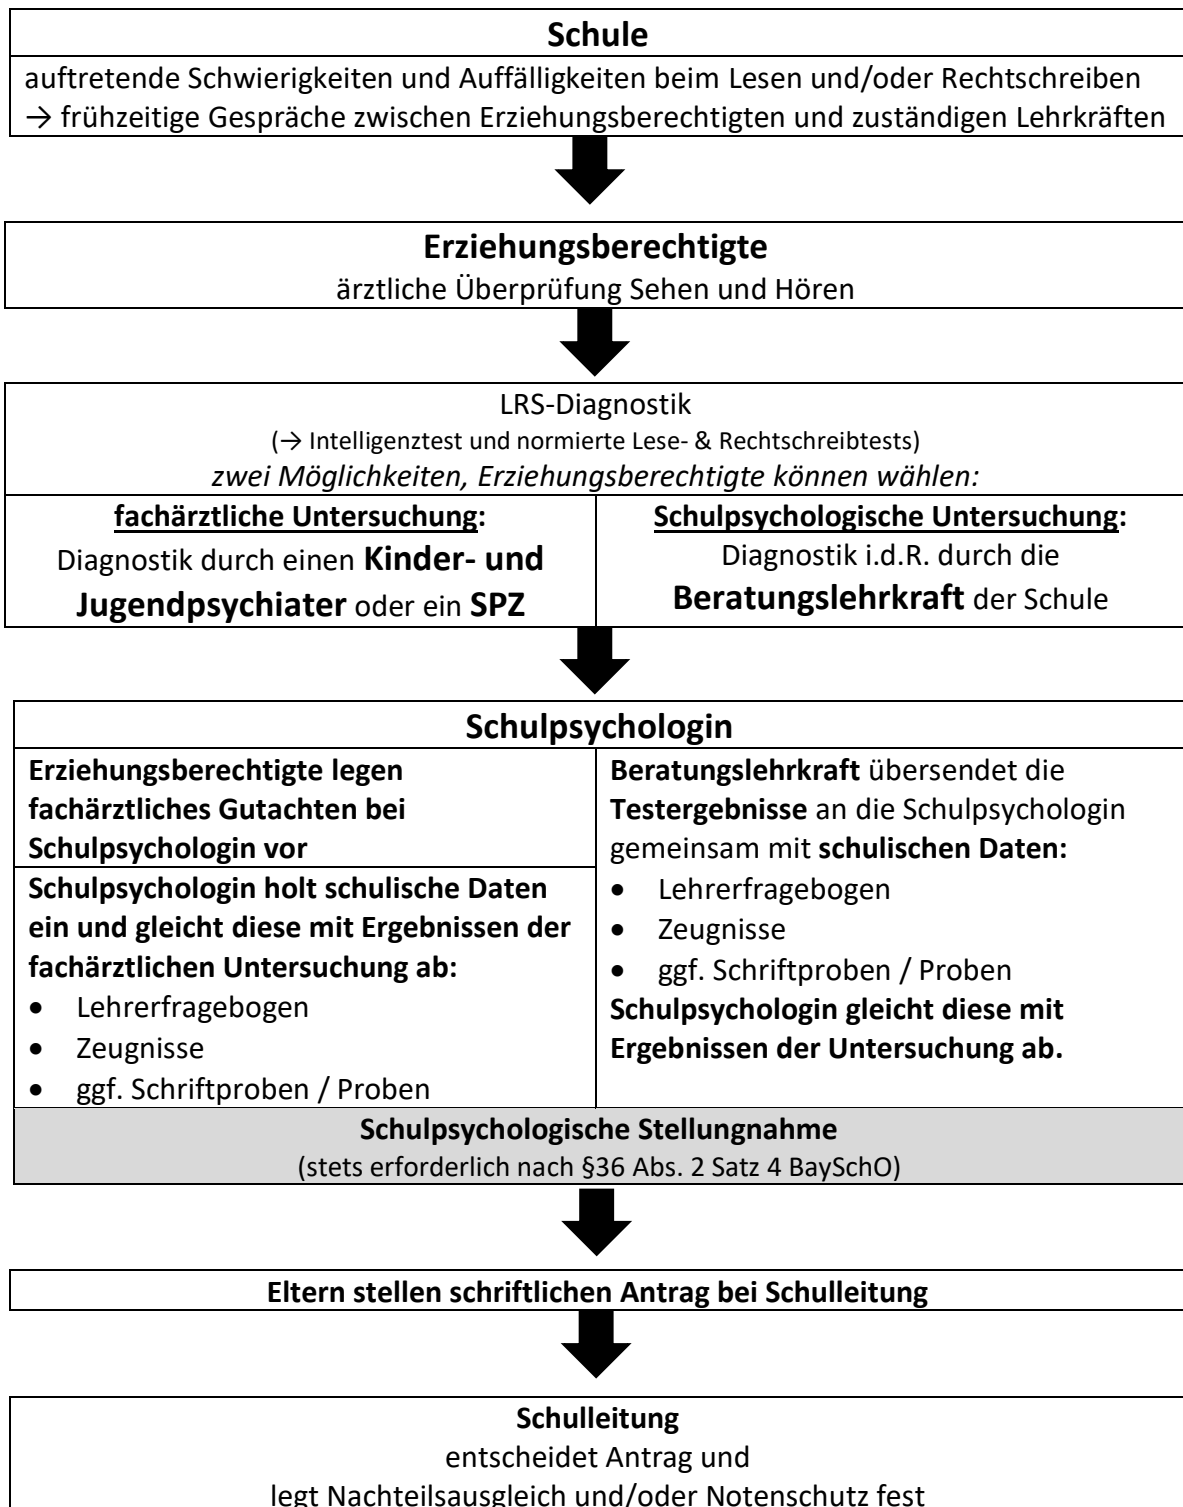 Schule
auftretende Schwierigkeiten und Auffälligkeiten beim Lesen und/oder Rechtschreiben
→ frühzeitige Gespräche zwischen Erziehungsberechtigten und zuständigen Lehrkräften
Erziehungsberechtigte
ärztliche Überprüfung Sehen und Hören
LRS-Diagnostik
(→ Intelligenztest und normierte Lese- & Rechtschreibtests)
zwei Möglichkeiten, Erziehungsberechtigte können wählen:
fachärztliche Untersuchung:
Diagnostik durch einen Kinder- und
Jugendpsychiater oder ein SPZ
Schulpsychologische Untersuchung:
Diagnostik i.d.R. durch die
Beratungslehrkraft der Schule
Schulpsychologin
Erziehungsberechtigte legen
fachärztliches Gutachten bei
Schulpsychologin vor
Schulpsychologin holt schulische Daten
ein und gleicht diese mit Ergebnissen der
fachärztlichen Untersuchung ab:
• Lehrerfragebogen
• Zeugnisse
• ggf. Schriftproben / Proben
Beratungslehrkraft übersendet die
Testergebnisse an die Schulpsychologin
gemeinsam mit schulischen Daten:
• Lehrerfragebogen
• Zeugnisse
• ggf. Schriftproben / Proben
Schulpsychologin gleicht diese mit
Ergebnissen der Untersuchung ab.
Schulpsychologische Stellungnahme
(stets erforderlich nach §36 Abs. 2 Satz 4 BaySchO)
Eltern stellen schriftlichen Antrag bei Schulleitung
Schulleitung
entscheidet Antrag und
legt Nachteilsausgleich und/oder Notenschutz fest